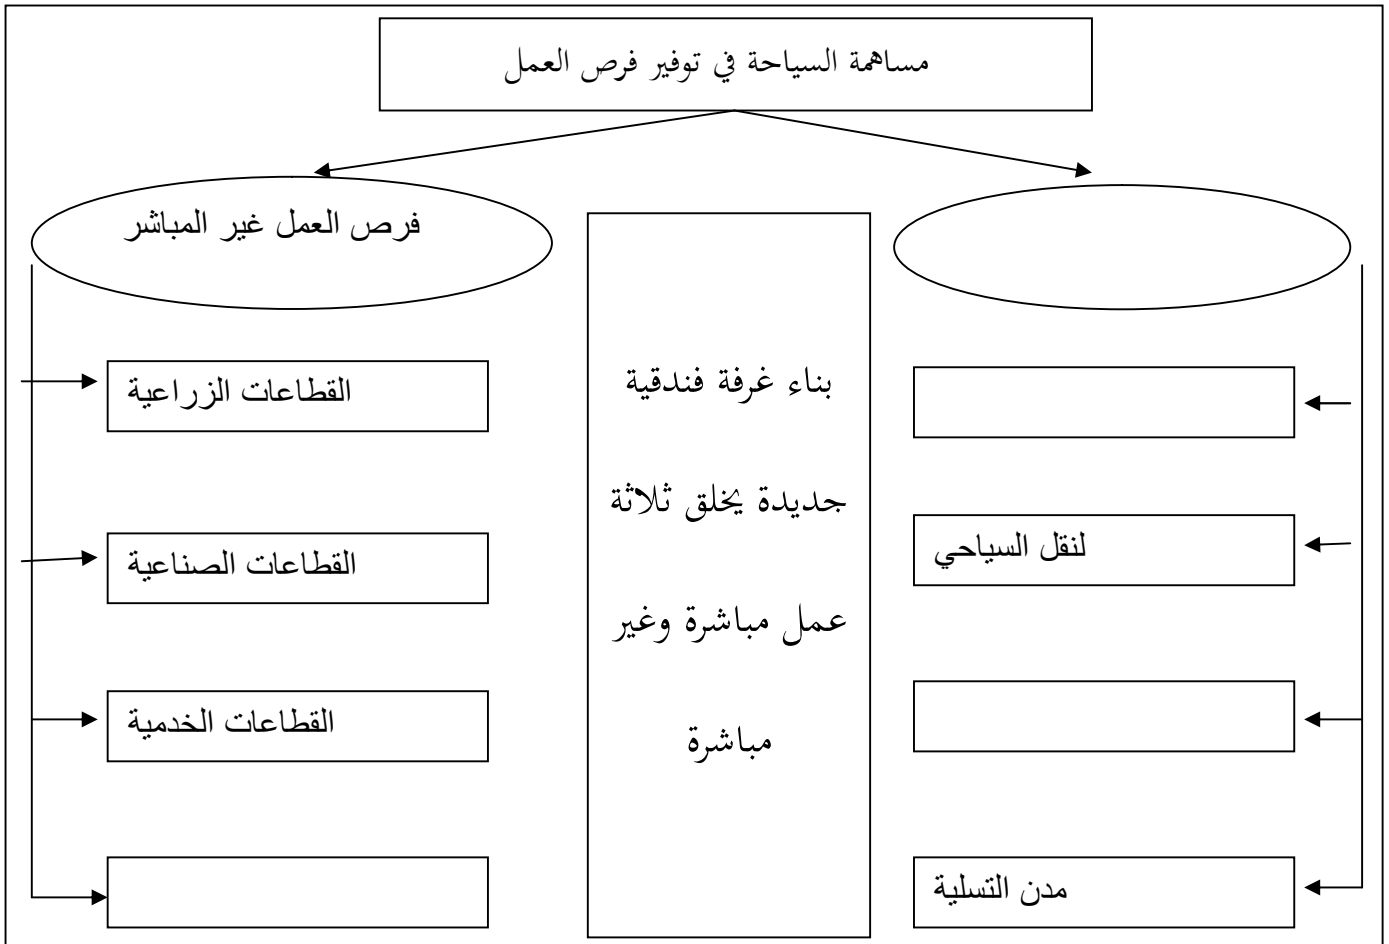 مساهمة السياحة في توفير فرص العمل
فرص العمل غير المباشر
بناء غرفة فندقية
جديدة يخلق ثلاثة
عمل مباشرة وغير
مباشرة
لنقل السياحي
مدن التسلية
القطاعات الزراعية
القطاعات الصناعية
القطاعات الخدمية